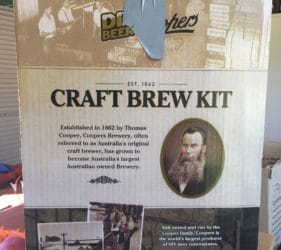 DIY
BEER
Coopers
EST. 1862
CRAFT BREW KIT
Established in 1862 by Thomas
Cooper, Coopers Brewery, often
referred to as Australia's original
craft brewer, has grown to
become Australia's largest
Australian owned Brewery.
Still owned and run by the
Cooper family, Coopers is
the world's largest producer
of DIY beer concentrates.